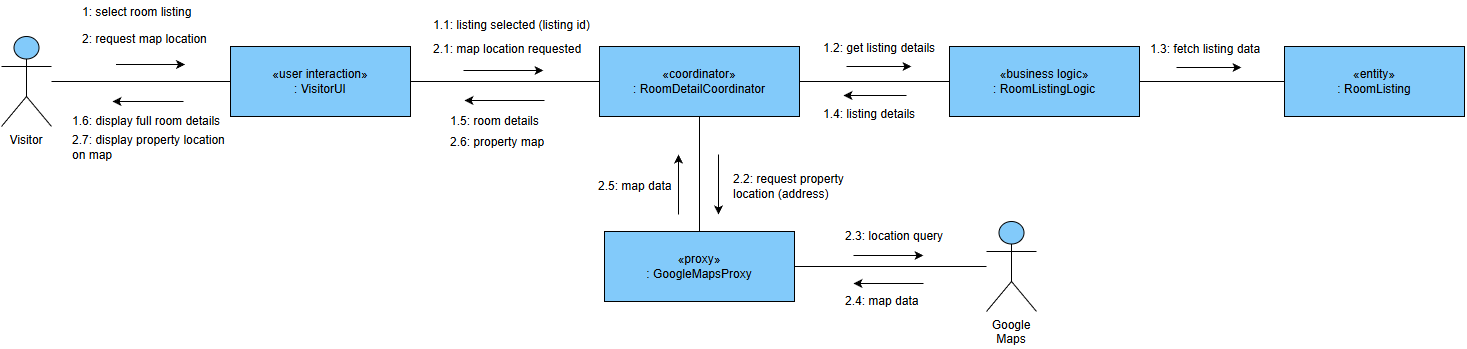 1: select room listing
2: request map location
1.1: listing selected (listing id)
2.1: map location requested
1.2: get listing details
1.3: fetch listing data
«user interaction»
: VisitorUI
«coordinator»
: RoomDetailCoordinator
«business logic»
: RoomListingLogic
«entity»
: RoomListing
Visitor
1.6: display full room details
2.7: display property location
on map
1.5: room details
2.6: property map
1.4: listing details
2.5: map data
2.2: request property
location (address)
«proxy»
: GoogleMapsProxy
2.3: location query
2.4: map data
Google
Maps